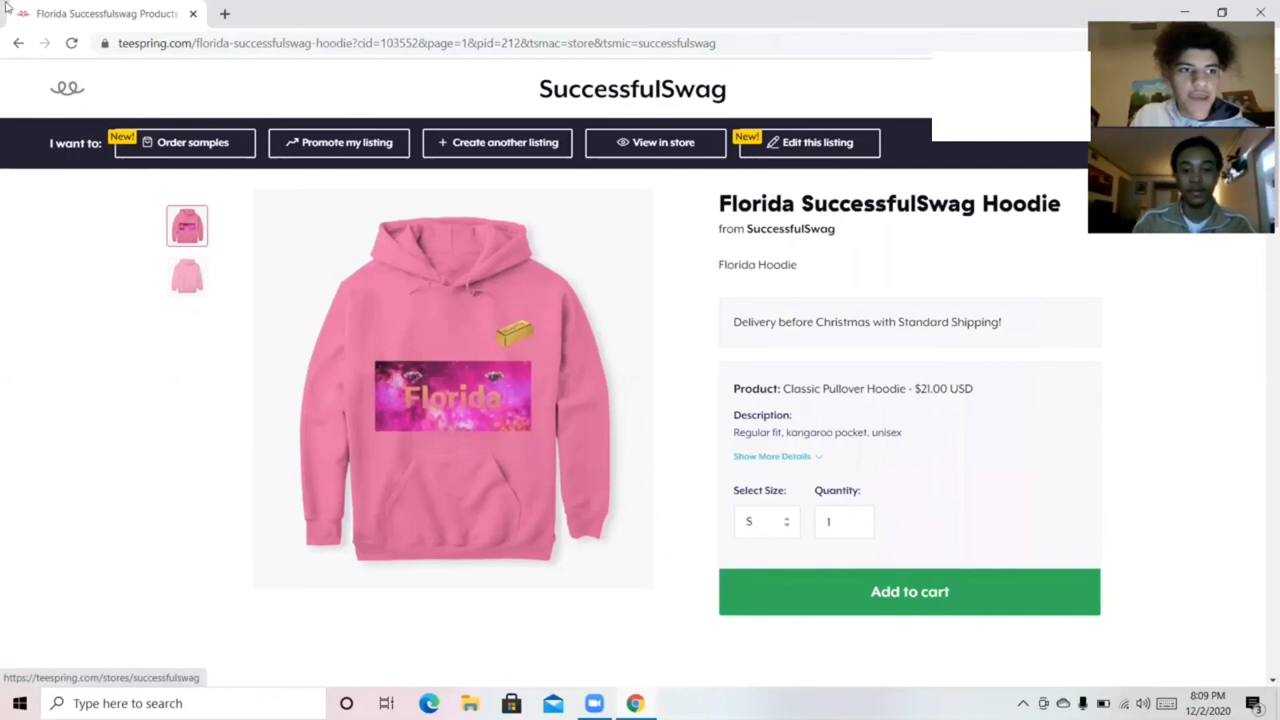 Florida Successfulswag Products
teespring.com/florida-successfulswag-hoodie?cid=103552&page=1&pid=212&tsmac=store&tsmic=successfulswag
SuccessfulSwag
I want to:
New!
Order samples
Promote my listing
Create another listing
View in store
New!
Edit this listing
Florida SuccessfulSwag Hoodie
from SuccessfulSwag
Florida Hoodie
Delivery before Christmas with Standard Shipping!
Florida
Product: Classic Pullover Hoodie - $21.00 USD
Description:
Regular fit, kangaroo pocket, unisex
Show More Details
Select Size: Quantity:
S 1
Add to cart
https://teespring.com/stores/successfulswag
Type here to search
8:09 PM
12/2/2020
3